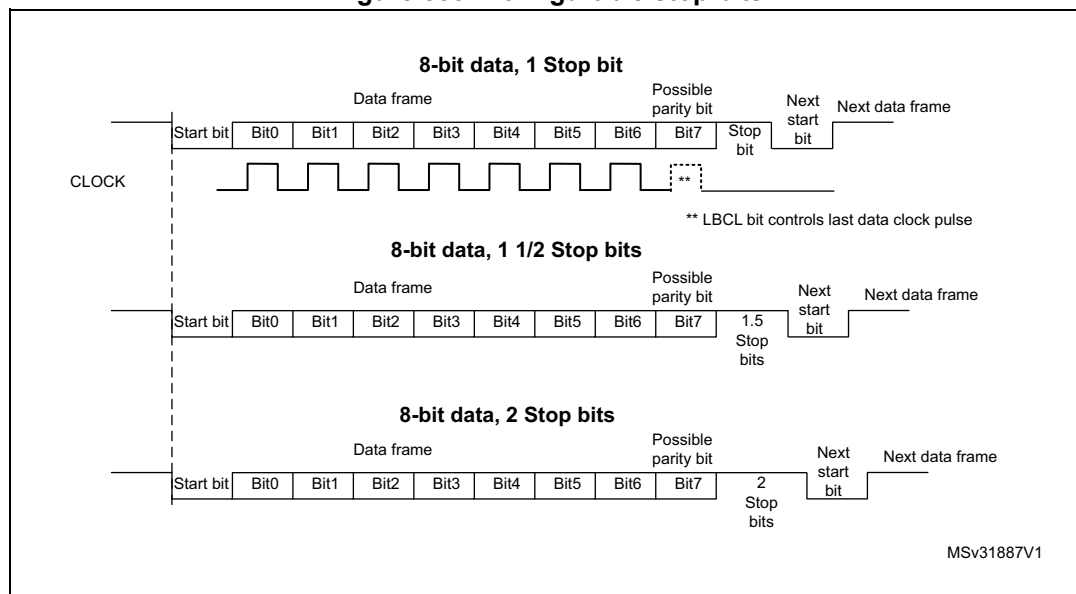 8-bit data, 1 Stop bit
Data frame
Possible
parity bit
Next
start
bit
Next data frame
Start bit Bit0 Bit1 Bit2 Bit3 Bit4 Bit5 Bit6 Bit7 Stop
bit
CLOCK
**
** LBCL bit controls last data clock pulse
8-bit data, 1 1/2 Stop bits
Data frame
Possible
parity bit
Next
start
bit
Next data frame
Start bit Bit0 Bit1 Bit2 Bit3 Bit4 Bit5 Bit6 Bit7 1.5
Stop
bits
8-bit data, 2 Stop bits
Data frame
Possible
parity bit
Next
start
bit
Next data frame
Start bit Bit0 Bit1 Bit2 Bit3 Bit4 Bit5 Bit6 Bit7 2
Stop
bits
MSv31887V1